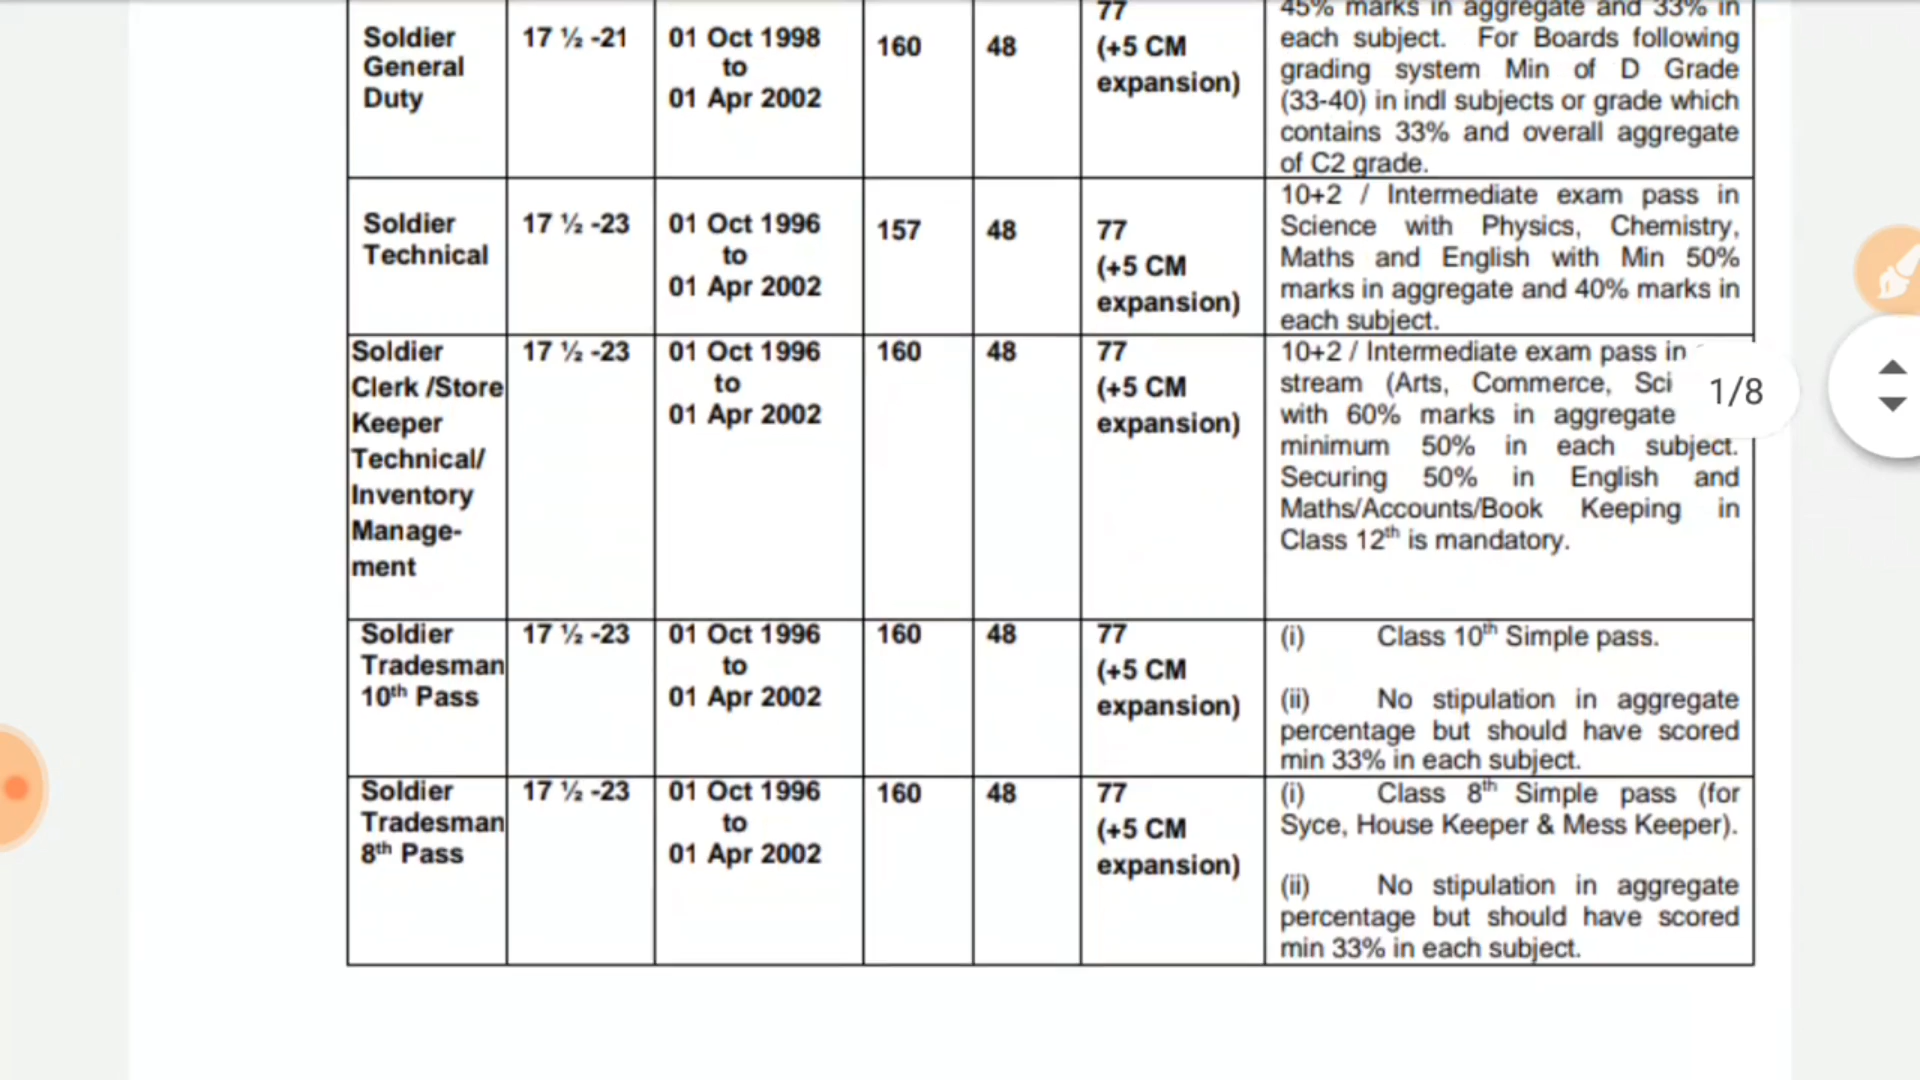 Soldier
General
Duty
17 ½ -21
01 Oct 1998
to
01 Apr 2002
160
48
77
(+5 CM
expansion)
45% marks in aggregate and 33% in
each subject. For Boards following
grading system Min of D Grade
(33-40) in indl subjects or grade which
contains 33% and overall aggregate
of C2 grade.
Soldier
Technical
17 ½ -23
01 Oct 1996
to
01 Apr 2002
157
48
77
(+5 CM
expansion)
10+2 / Intermediate exam pass in
Science with Physics, Chemistry,
Maths and English with Min 50%
marks in aggregate and 40% marks in
each subject.
Soldier
Clerk /Store
Keeper
Technical/
Inventory
Manage-
ment
17 ½ -23
01 Oct 1996
to
01 Apr 2002
160
48
77
(+5 CM
expansion)
10+2 / Intermediate exam pass in
stream (Arts, Commerce, Sci
with 60% marks in aggregate
minimum 50% in each subject.
Securing 50% in English and
Maths/Accounts/Book Keeping in
Class 12th is mandatory.
1/8
Soldier
Tradesman
10th Pass
17 ½ -23
01 Oct 1996
to
01 Apr 2002
160
48
77
(+5 CM
expansion)
(i) Class 10th Simple pass.
(ii) No stipulation in aggregate
percentage but should have scored
min 33% in each subject.
Soldier
Tradesman
8th Pass
17 ½ -23
01 Oct 1996
to
01 Apr 2002
160
48
77
(+5 CM
expansion)
(i) Class 8th Simple pass (for
Syce, House Keeper & Mess Keeper).
(ii) No stipulation in aggregate
percentage but should have scored
min 33% in each subject.